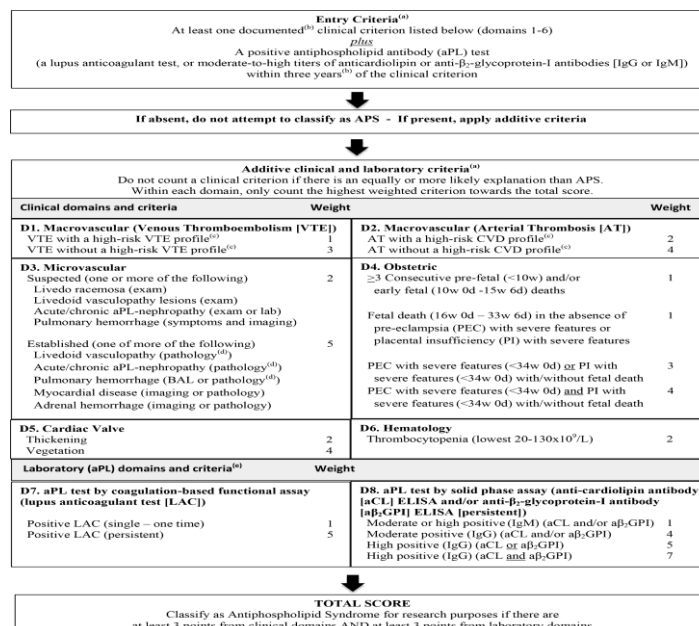 Entry Criteria(a)
At least one documented(b) clinical criterion listed below (domains 1-6)
plus
A positive antiphospholipid antibody (aPL) test
(a lupus anticoagulant test, or moderate-to-high titers of anticardiolipin or anti-β₂-glycoprotein-I antibodies [IgG or IgM])
within three years(b) of the clinical criterion
If absent, do not attempt to classify as APS - If present, apply additive criteria
Additive clinical and laboratory criteria(a)
Do not count a clinical criterion if there is an equally or more likely explanation than APS.
Within each domain, only count the highest weighted criterion towards the total score.
Clinical domains and criteria Weight Weight
D1. Macrovascular (Venous Thromboembolism [VTE])
VTE with a high-risk VTE profile(c) 1
VTE without a high-risk VTE profile(c) 3
D2. Macrovascular (Arterial Thrombosis [AT])
AT with a high-risk CVD profile(c) 2
AT without a high-risk CVD profile(c) 4
D3. Microvascular
Suspected (one or more of the following) 2
Livedo racemosa (exam)
Livedoid vasculopathy lesions (exam)
Acute/chronic aPL-nephropathy (exam or lab)
Pulmonary hemorrhage (symptoms and imaging)
Established (one of more of the following) 5
Livedoid vasculopathy (pathology(d))
Acute/chronic aPL-nephropathy (pathology(d))
Pulmonary hemorrhage (BAL or pathology(d))
Myocardial disease (imaging or pathology)
Adrenal hemorrhage (imaging or pathology)
D4. Obstetric
≥3 Consecutive pre-fetal (<10w) and/or 1
early fetal (10w 0d -15w 6d) deaths
Fetal death (16w 0d – 33w 6d) in the absence of 1
pre-eclampsia (PEC) with severe features or
placental insufficiency (PI) with severe features
PEC with severe features (<34w 0d) or PI with 3
severe features (<34w 0d) with/without fetal death
PEC with severe features (<34w 0d) and PI with 4
severe features (<34w 0d) with/without fetal death
D5. Cardiac Valve
Thickening 2
Vegetation 4
D6. Hematology
Thrombocytopenia (lowest 20-130x10⁹/L) 2
Laboratory (aPL) domains and criteria(e) Weight
D7. aPL test by coagulation-based functional assay
(lupus anticoagulant test [LAC])
Positive LAC (single – one time) 1
Positive LAC (persistent) 5
D8. aPL test by solid phase assay (anti-cardiolipin antibody
[aCL] ELISA and/or anti-β₂-glycoprotein-I antibody
[aβ₂GPI] ELISA [persistent])
Moderate or high positive (IgM) (aCL and/or aβ₂GPI) 1
Moderate positive (IgG) (aCL and/or aβ₂GPI) 4
High positive (IgG) (aCL or aβ₂GPI) 5
High positive (IgG) (aCL and aβ₂GPI) 7
TOTAL SCORE
Classify as Antiphospholipid Syndrome for research purposes if there are
at least 3 points from clinical domains AND at least 3 points from laboratory domains